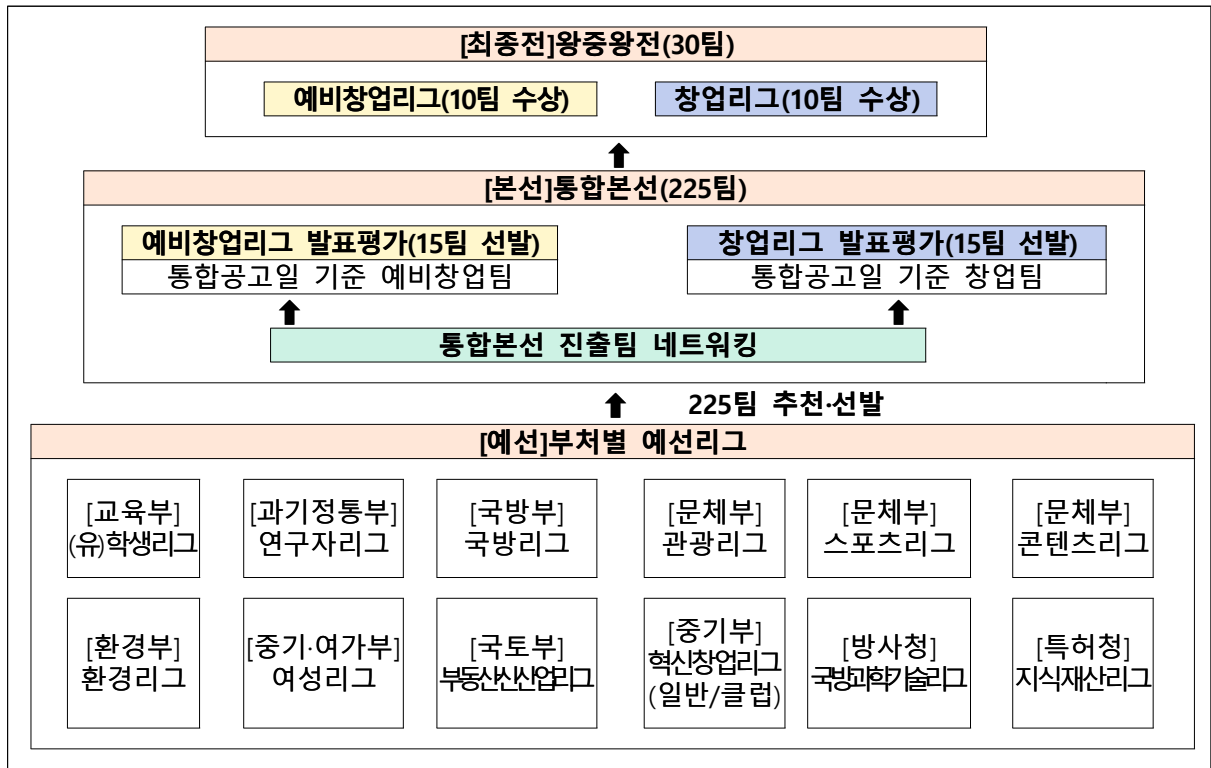 [최종전]왕중왕전(30팀)
예비창업리그(10팀 수상)
창업리그(10팀 수상)
[본선]통합본선(225팀)
예비창업리그 발표평가(15팀 선발)
통합공고일 기준 예비창업팀
창업리그 발표평가(15팀 선발)
통합공고일 기준 창업팀
통합본선 진출팀 네트워킹
225팀 추천·선발
[예선]부처별 예선리그
[교육부]
(유)학생리그
[과기정통부]
연구자리그
[국방부]
국방리그
[문체부]
관광리그
[문체부]
스포츠리그
[문체부]
콘텐츠리그
[환경부]
환경리그
[중기·여가부]
여성리그
[국토부]
부동산신산업리그
[중기부]
혁신창업리그
(일반/클럽)
[방사청]
국방과학기술리그
[특허청]
지식재산리그